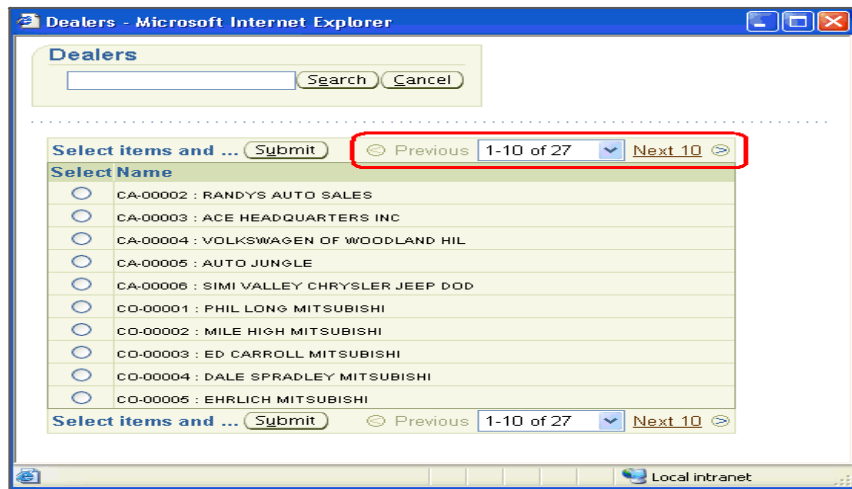 Dealers - Microsoft Internet Explorer
Dealers
Search Cancel
Select items and ... Submit Previous 1-10 of 27 Next 10
Select Name
CA-00002 : RANDYS AUTO SALES
CA-00003 : ACE HEADQUARTERS INC
CA-00004 : VOLKSWAGEN OF WOODLAND HIL
CA-00005 : AUTO JUNGLE
CA-00006 : SIMI VALLEY CHRYSLER JEEP DOD
CO-00001 : PHIL LONG MITSUBISHI
CO-00002 : MILE HIGH MITSUBISHI
CO-00003 : ED CARROLL MITSUBISHI
CO-00004 : DALE SPRADLEY MITSUBISHI
CO-00005 : EHRLICH MITSUBISHI
Select items and ... Submit Previous 1-10 of 27 Next 10
Local intranet